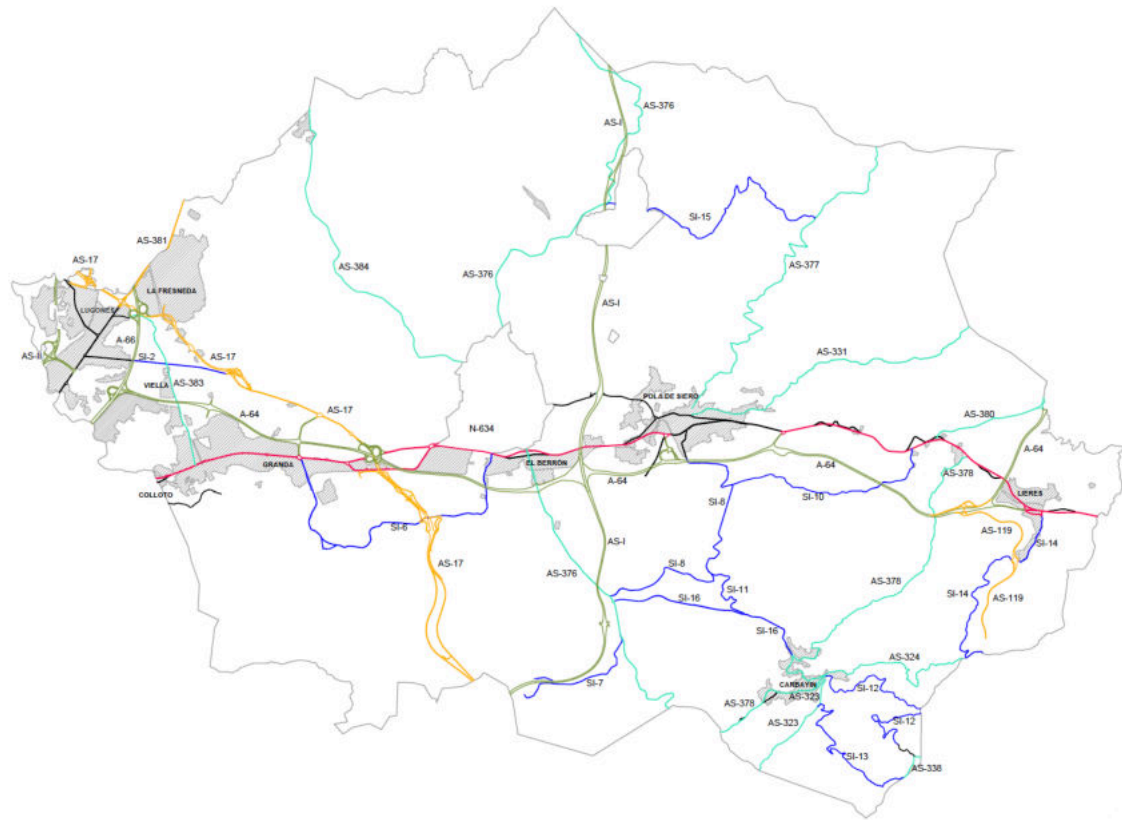 AS-376
AS-I
SI-15
AS-381
AS-17
AS-384
AS-377
AS-376
LA FRESNEDA
AS-I
LUGONES
A-66
AS-II
SI-2
AS-17
AS-331
VIELLA
AS-383
POLA DE SIERO
A-64
AS-17
AS-380
N-634
A-64
GRANDA
EL BERRÓN
A-64
AS-378
A-64
COLLOTO
SI-10
LIERES
SI-8
SI-6
AS-119
SI-14
AS-I
AS-17
SI-8
AS-376
AS-378
SI-11
SI-14
AS-119
SI-16
SI-16
AS-324
SI-7
CARBAYIN
SI-12
AS-323
AS-378
AS-323
SI-12
SI-13
AS-338